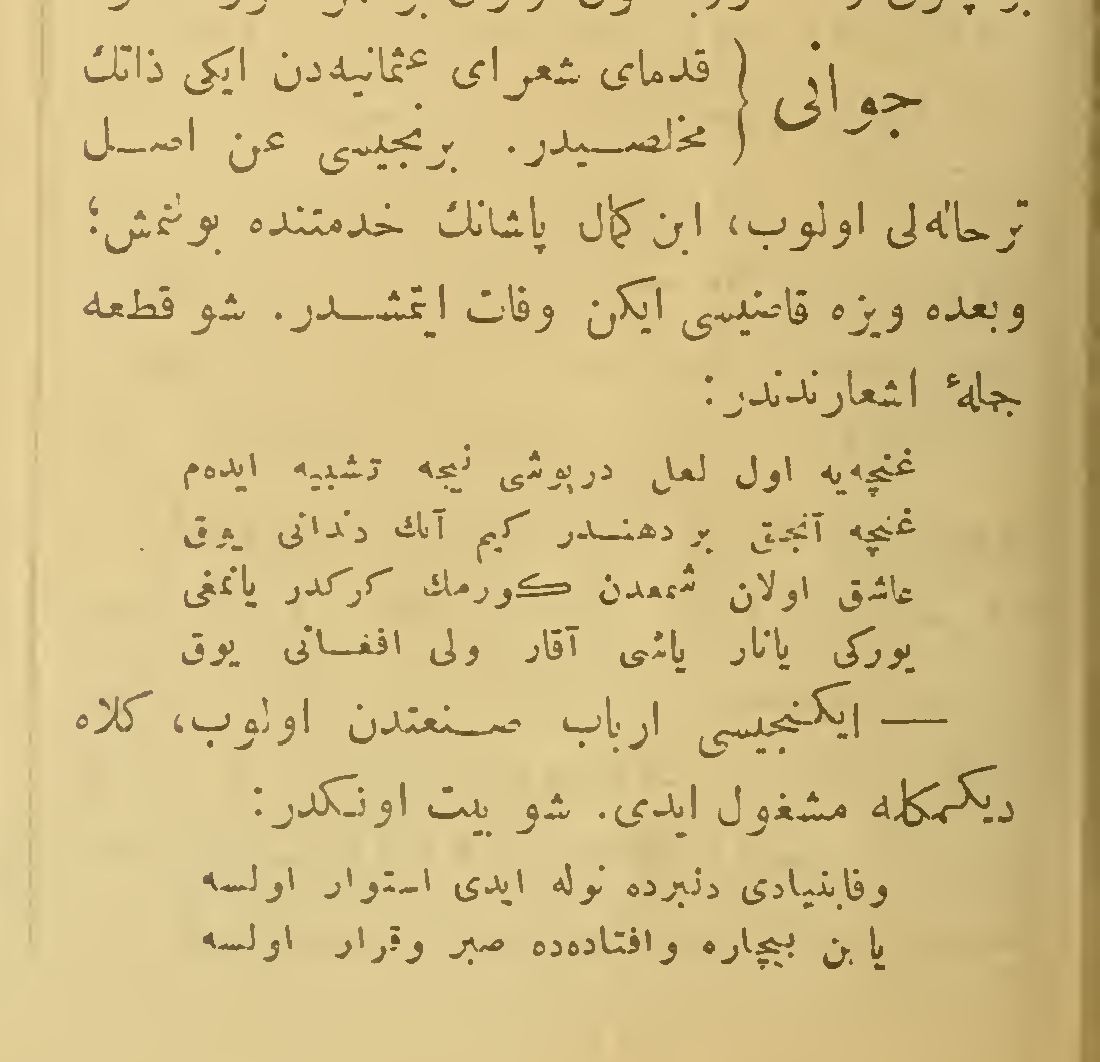 جوانی { قدمای شعرای عثمانیه‌دن ایکی ذاتك
مخلصیدر. برنجیسی عن اصل
ترحاله‌لی اولوب، ابن کمال پاشانك خدمتنده بولنمش؛
وبعده ویزه قاضیسی ایکن وفات ایتمشدر. شو قطعه
جمله‌ٔ اشعارندندر:
غنچه‌یه اول لعل درپوشی نیجه تشبیه ایده‌م
غنچه آنجق بر دهندر کیم آنك دندانی یوق
عاشق اولان شمعدن کورمك کرکدر یانمغی
یورکی یانار یاشی آقار ولی افغانی یوق
— ایکنجیسی ارباب صنعتدن اولوب، کلاه
دیکمکله مشغول ایدی. شو بیت اونکدر:
وفابنیادی دنبرده نوله ایدی استوار اولسه
یا بن بیچاره وافتاده‌ده صبر وقرار اولسه